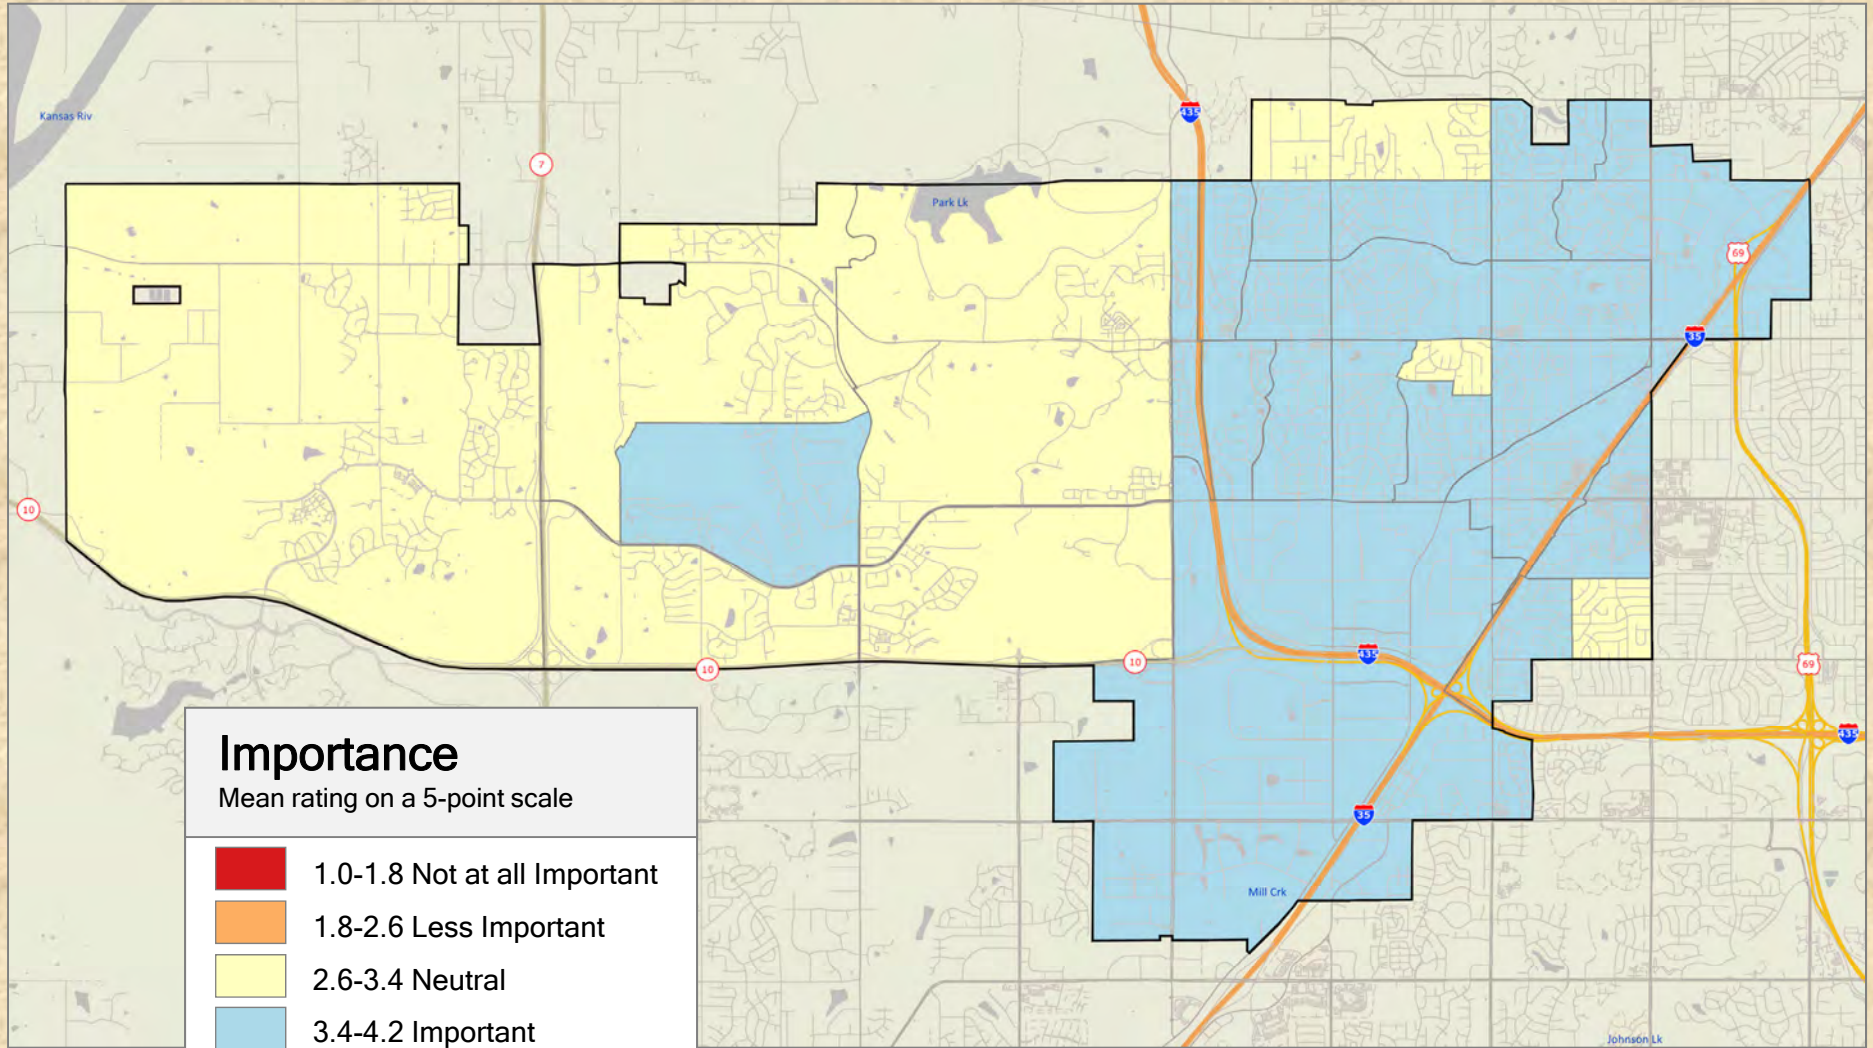 435
Kansas Riv
7
Park Lk
69
35
10
435
10
10
69
435
Importance
Mean rating on a 5-point scale
35
1.0-1.8 Not at all Important
Mill Crk
1.8-2.6 Less Important
2.6-3.4 Neutral
3.4-4.2 Important
Johnson Lk